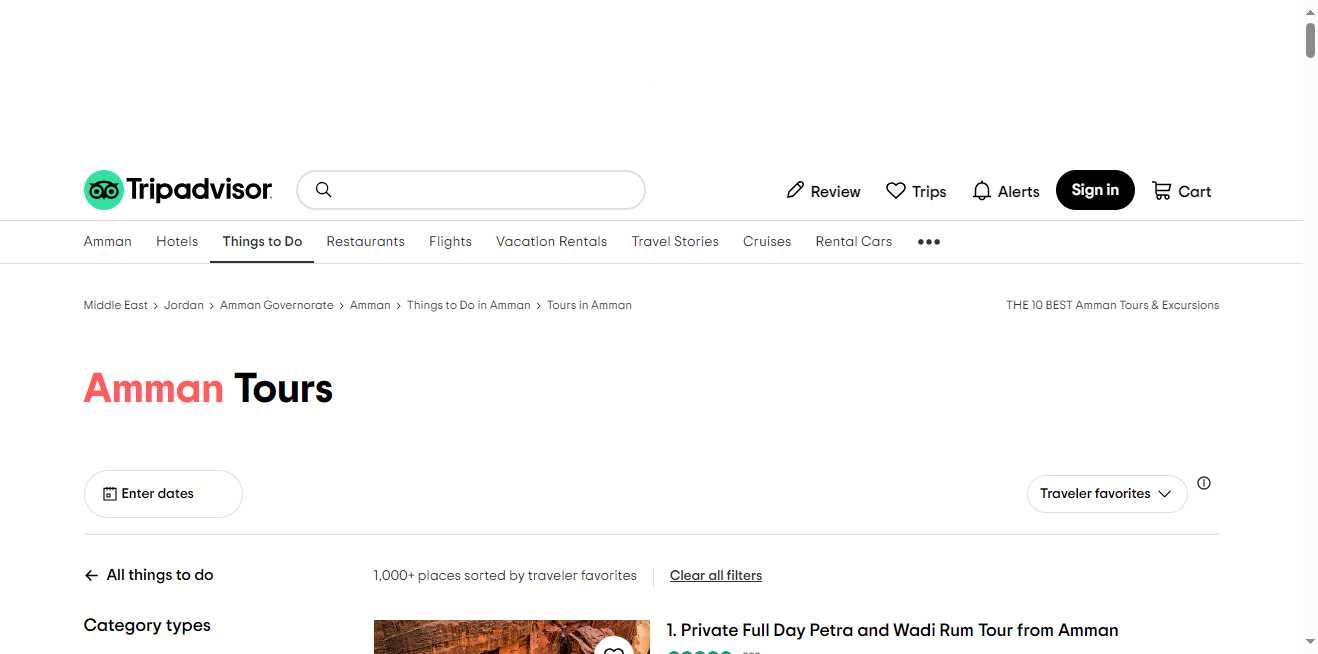 Tripadvisor
Review
Trips
Alerts
Sign in
Cart
Amman
Hotels
Things to Do
Restaurants
Flights
Vacation Rentals
Travel Stories
Cruises
Rental Cars
Middle East › Jordan › Amman Governorate › Amman › Things to Do in Amman › Tours in Amman
THE 10 BEST Amman Tours & Excursions
Amman Tours
Enter dates
Traveler favorites
All things to do
1,000+ places sorted by traveler favorites
Clear all filters
Category types
1. Private Full Day Petra and Wadi Rum Tour from Amman